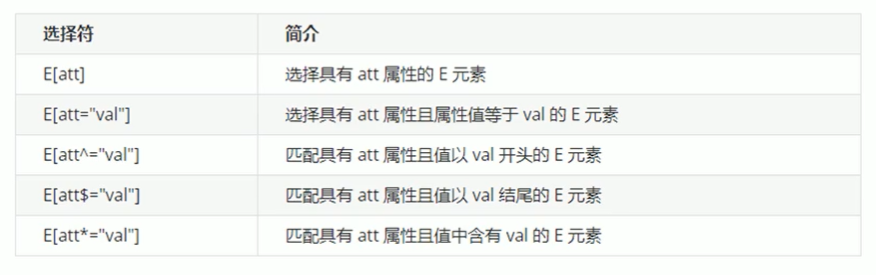 选择符 简介
E[att] 选择具有 att 属性的 E 元素
E[att="val"] 选择具有 att 属性且属性值等于 val 的 E 元素
E[att^="val"] 匹配具有 att 属性且值以 val 开头的 E 元素
E[att$="val"] 匹配具有 att 属性且值以 val 结尾的 E 元素
E[att*="val"] 匹配具有 att 属性且值中含有 val 的 E 元素